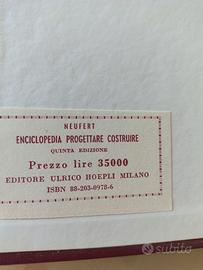 NEUFERT
ENCICLOPEDIA PROGETTARE COSTRUIRE
QUINTA EDIZIONE
Prezzo lire 35000
EDITORE ULRICO HOEPLI MILANO
ISBN 88-203-0978-6
subito